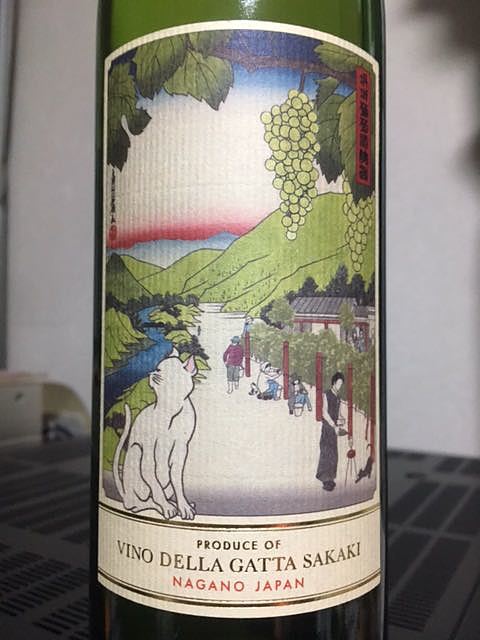 PRODUCE OF
VINO DELLA GATTA SAKAKI
NAGANO JAPAN